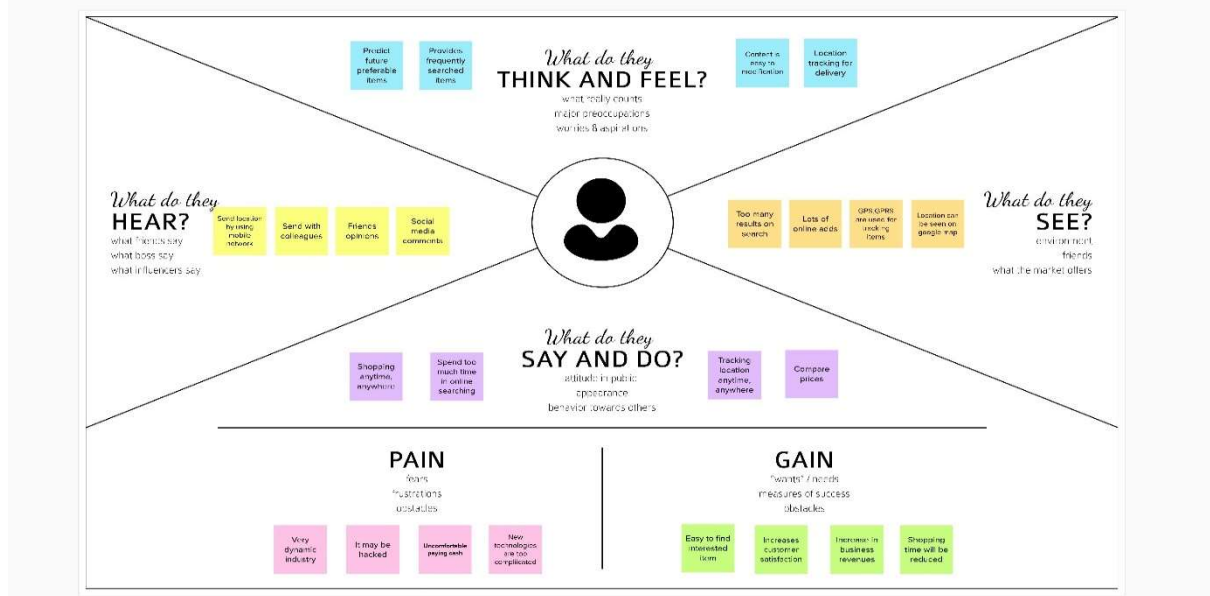 What do they
THINK AND FEEL?
what really counts
major preocupations
worries & aspirations
Predict
future
preferable
items
Provides
frequently
searched
items
Content is
easy to
modification
Location
tracking for
delivery
What do they
HEAR?
what friends say
what boss say
what influencers say
Send location
by using
mobile
network
Send with
colleagues
Friends
opinions
Social
media
comments
Too many
results on
search
Lots of
online adds
GPS,GPRS
are used for
tracking
items
Location can
be seen on
google map
What do they
SEE?
environment
friends
what the market offers
What do they
SAY AND DO?
attitude in public
appearance
behavior towards others
Shopping
anytime,
anywhere
Spend too
much time
in online
searching
Tracking
location
anytime,
anywhere
Compare
prices
PAIN
fears
frustrations
obstacles
Very
dynamic
industry
It may be
hacked
Uncomfortable
paying cash
New
technologies
are too
complicated
GAIN
"wants" / needs
measures of success
obstacles
Easy to find
interested
item
Increases
customer
satisfaction
Increase in
business
revenues
Shopping
time will be
reduced